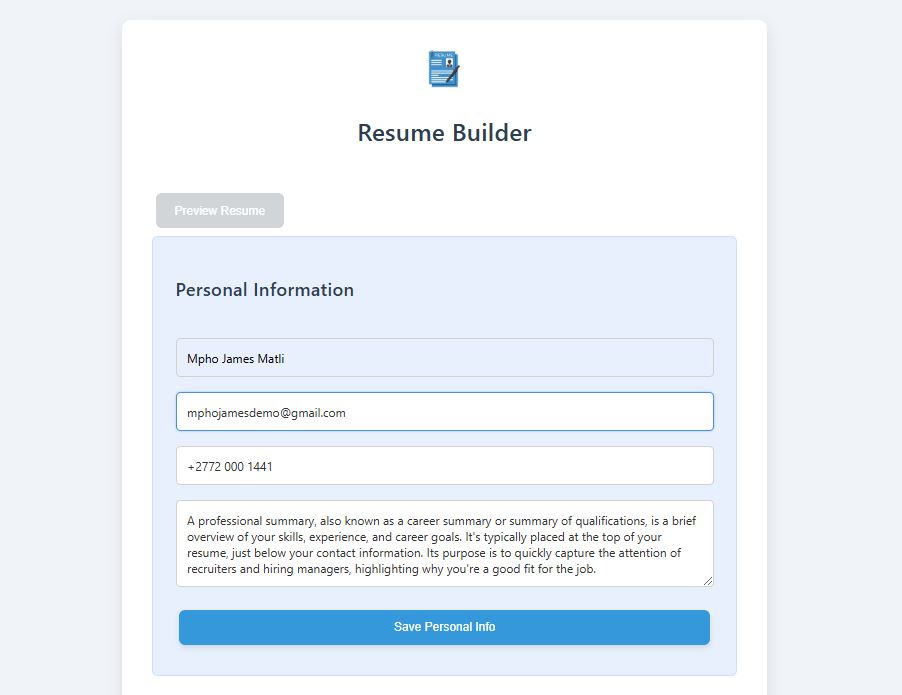 RESUME
Resume Builder
Preview Resume
Personal Information
Mpho James Matli
mphojamesdemo@gmail.com
+2772 000 1441
A professional summary, also known as a career summary or summary of qualifications, is a brief
overview of your skills, experience, and career goals. It's typically placed at the top of your
resume, just below your contact information. Its purpose is to quickly capture the attention of
recruiters and hiring managers, highlighting why you're a good fit for the job.
Save Personal Info